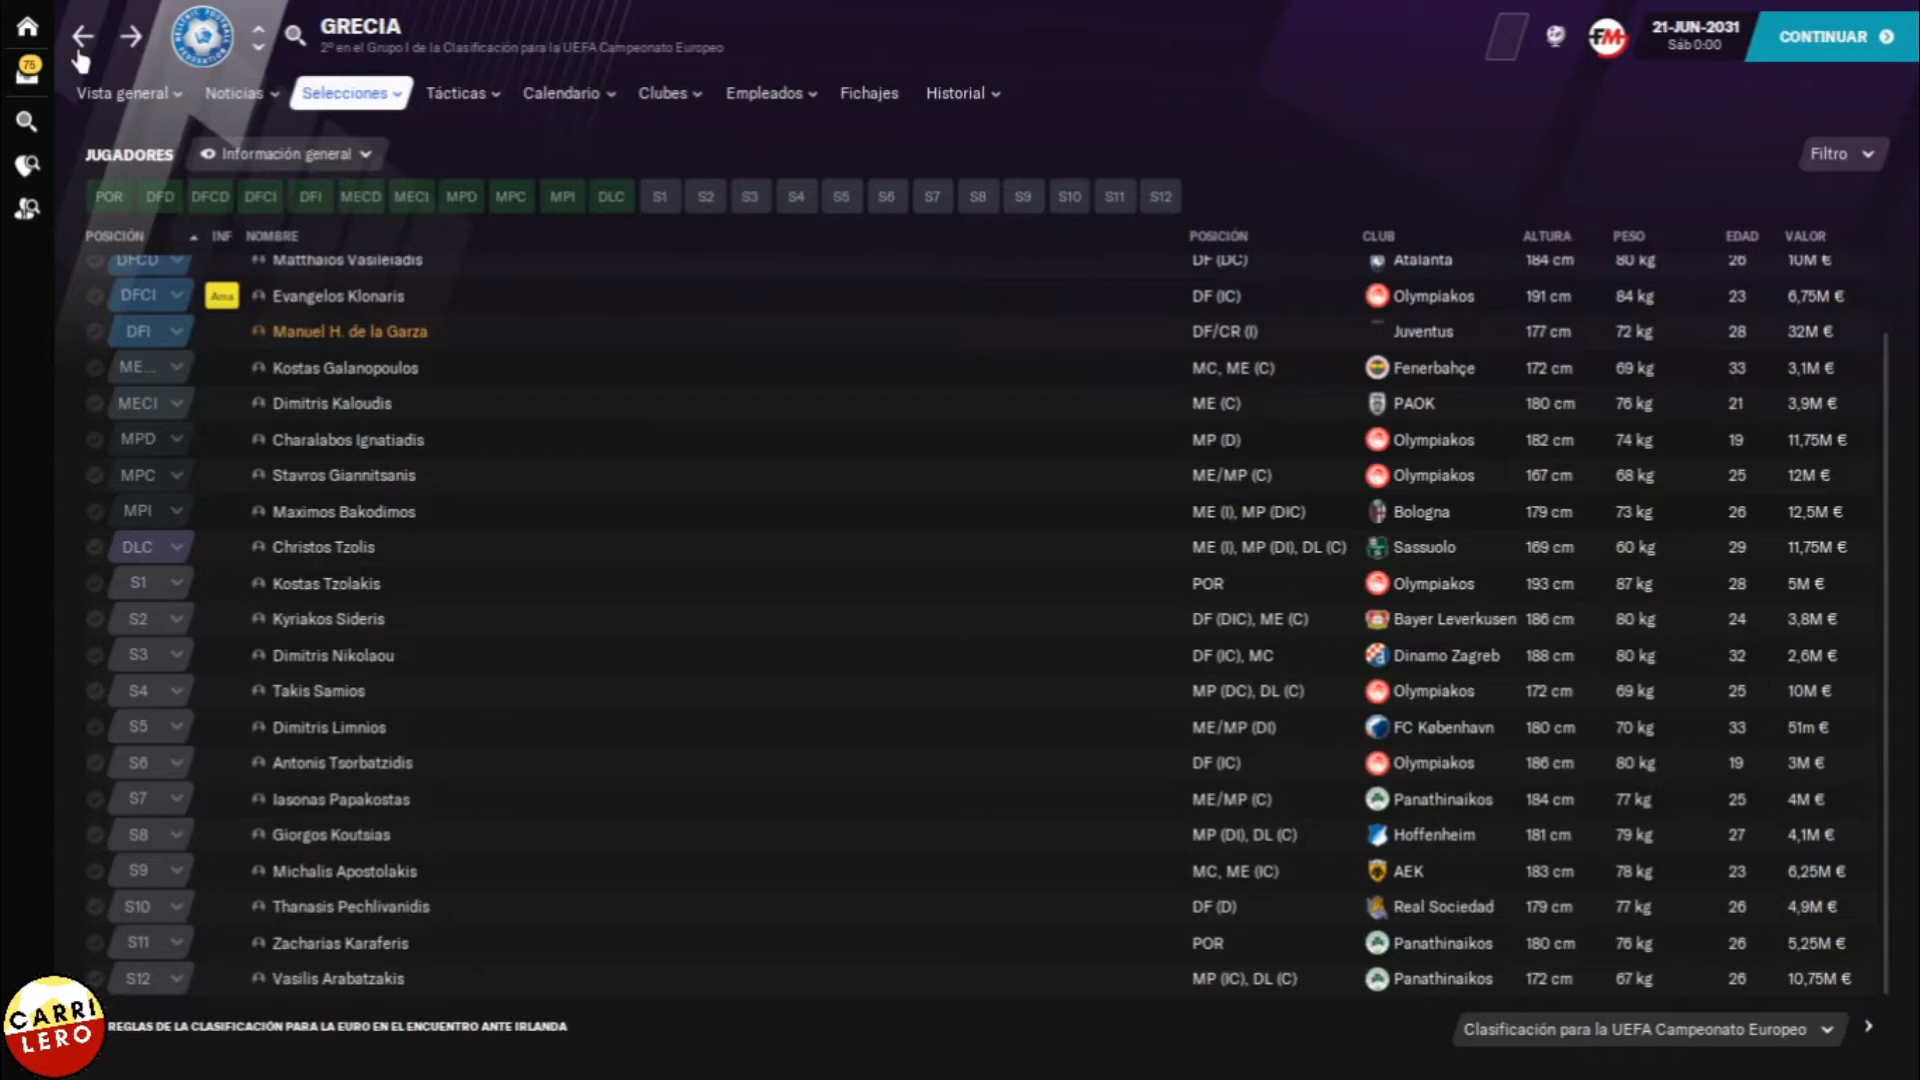 GRECIA
2º en el Grupo I de la Clasificación para la UEFA Campeonato Europeo
75
FM
21-JUN-2031
Sáb 0:00
CONTINUAR
Vista general Noticias Selecciones Tácticas Calendario Clubes Empleados Fichajes Historial
JUGADORES Información general Filtro
POR DFD DFCD DFCI DFI MECD MECI MPD MPC MPI DLC S1 S2 S3 S4 S5 S6 S7 S8 S9 S10 S11 S12
POSICIÓN INF NOMBRE POSICIÓN CLUB ALTURA PESO EDAD VALOR
DFCD Matthaios Vasileiadis DF (DC) Atalanta 184 cm 80 kg 26 10M €
DFCI Ama Evangelos Klonaris DF (IC) Olympiakos 191 cm 84 kg 23 6,75M €
DFI Manuel H. de la Garza DF/CR (I) Juventus 177 cm 72 kg 28 32M €
ME... Kostas Galanopoulos MC, ME (C) Fenerbahçe 172 cm 69 kg 33 3,1M €
MECI Dimitris Kaloudis ME (C) PAOK 180 cm 76 kg 21 3,9M €
MPD Charalabos Ignatiadis MP (D) Olympiakos 182 cm 74 kg 19 11,75M €
MPC Stavros Giannitsanis ME/MP (C) Olympiakos 167 cm 68 kg 25 12M €
MPI Maximos Bakodimos ME (I), MP (DIC) Bologna 179 cm 73 kg 26 12,5M €
DLC Christos Tzolis ME (I), MP (DI), DL (C) Sassuolo 169 cm 60 kg 29 11,75M €
S1 Kostas Tzolakis POR Olympiakos 193 cm 87 kg 28 5M €
S2 Kyriakos Sideris DF (DIC), ME (C) Bayer Leverkusen 186 cm 80 kg 24 3,8M €
S3 Dimitris Nikolaou DF (IC), MC Dinamo Zagreb 188 cm 80 kg 32 2,6M €
S4 Takis Samios MP (DC), DL (C) Olympiakos 172 cm 69 kg 25 10M €
S5 Dimitris Limnios ME/MP (DI) FC København 180 cm 70 kg 33 51m €
S6 Antonis Tsorbatzidis DF (IC) Olympiakos 186 cm 80 kg 19 3M €
S7 Iasonas Papakostas ME/MP (C) Panathinaikos 184 cm 77 kg 25 4M €
S8 Giorgos Koutsias MP (DI), DL (C) Hoffenheim 181 cm 79 kg 27 4,1M €
S9 Michalis Apostolakis MC, ME (IC) AEK 183 cm 78 kg 23 6,25M €
S10 Thanasis Pechlivanidis DF (D) Real Sociedad 179 cm 77 kg 26 4,9M €
S11 Zacharias Karaferis POR Panathinaikos 180 cm 76 kg 26 5,25M €
S12 Vasilis Arabatzakis MP (IC), DL (C) Panathinaikos 172 cm 67 kg 26 10,75M €
CARRI
LERO
REGLAS DE LA CLASIFICACIÓN PARA LA EURO EN EL ENCUENTRO ANTE IRLANDA
Clasificación para la UEFA Campeonato Europeo